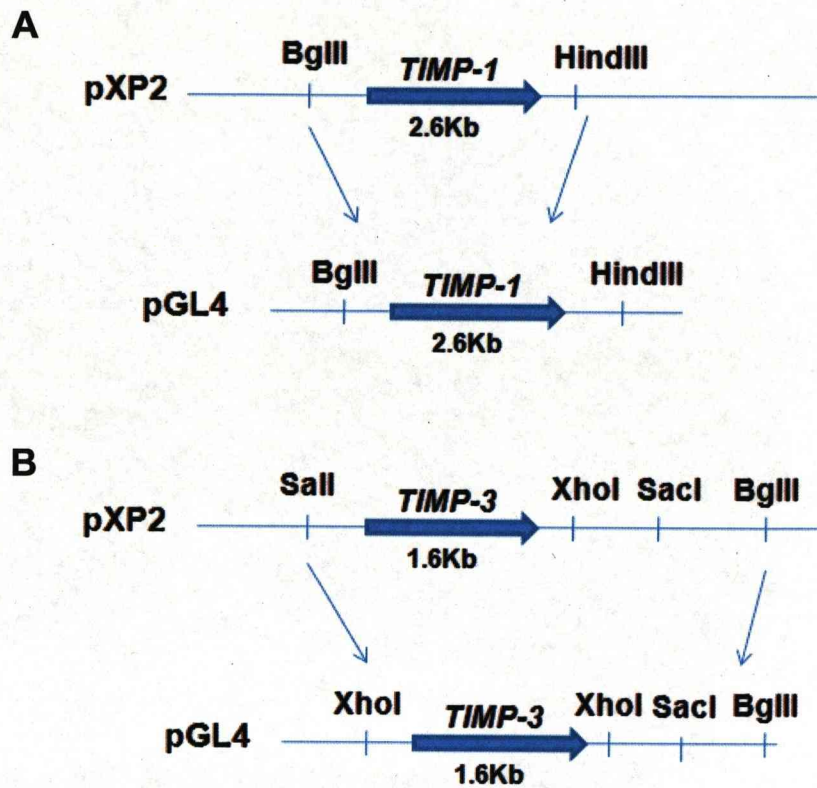 A
BglII TIMP-1 HindIII
pXP2
2.6Kb
BglII TIMP-1 HindIII
pGL4
2.6Kb
B
SalI TIMP-3 XhoI SacI BglII
pXP2
1.6Kb
XhoI TIMP-3 XhoI SacI BglII
pGL4
1.6Kb